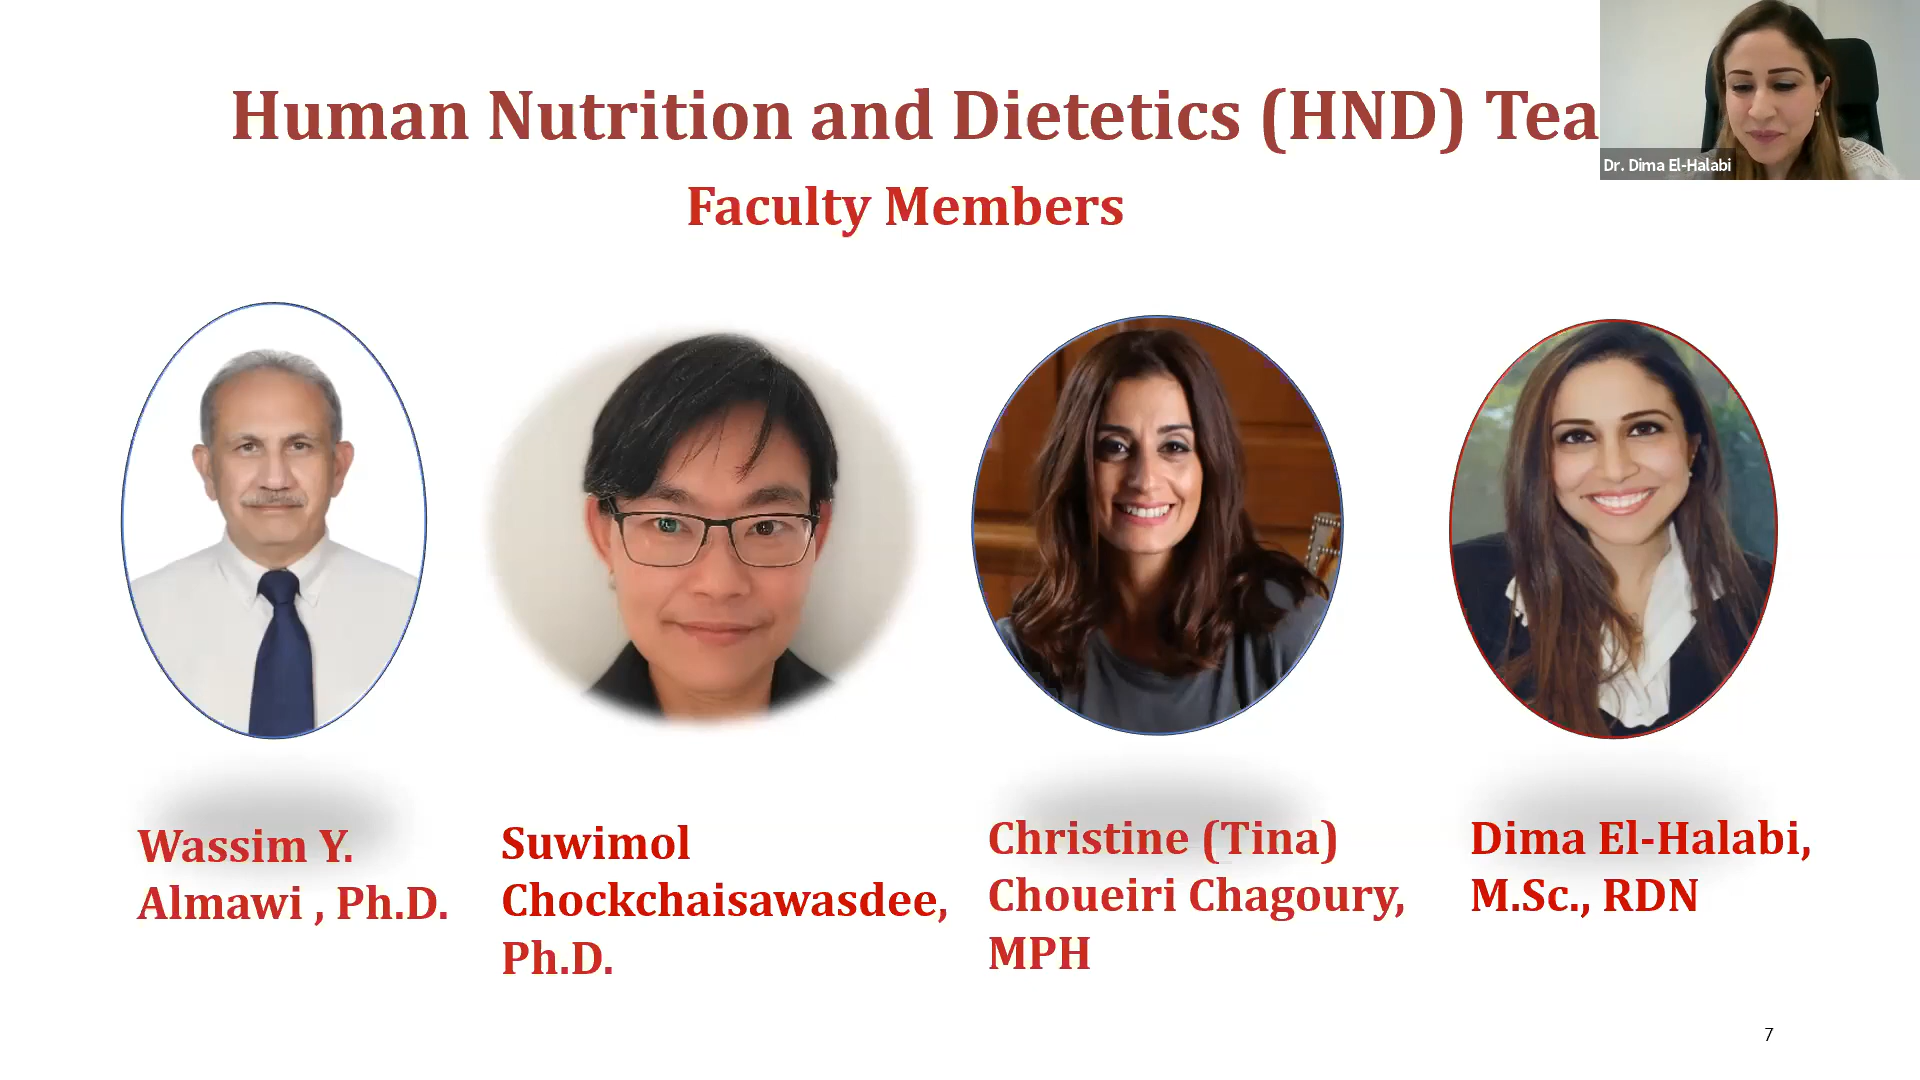 Human Nutrition and Dietetics (HND) Tea
Dr. Dima El-Halabi
Faculty Members
Wassim Y.
Almawi , Ph.D.
Suwimol
Chockchaisawasdee,
Ph.D.
Christine (Tina)
Choueiri Chagoury,
MPH
Dima El-Halabi,
M.Sc., RDN
7